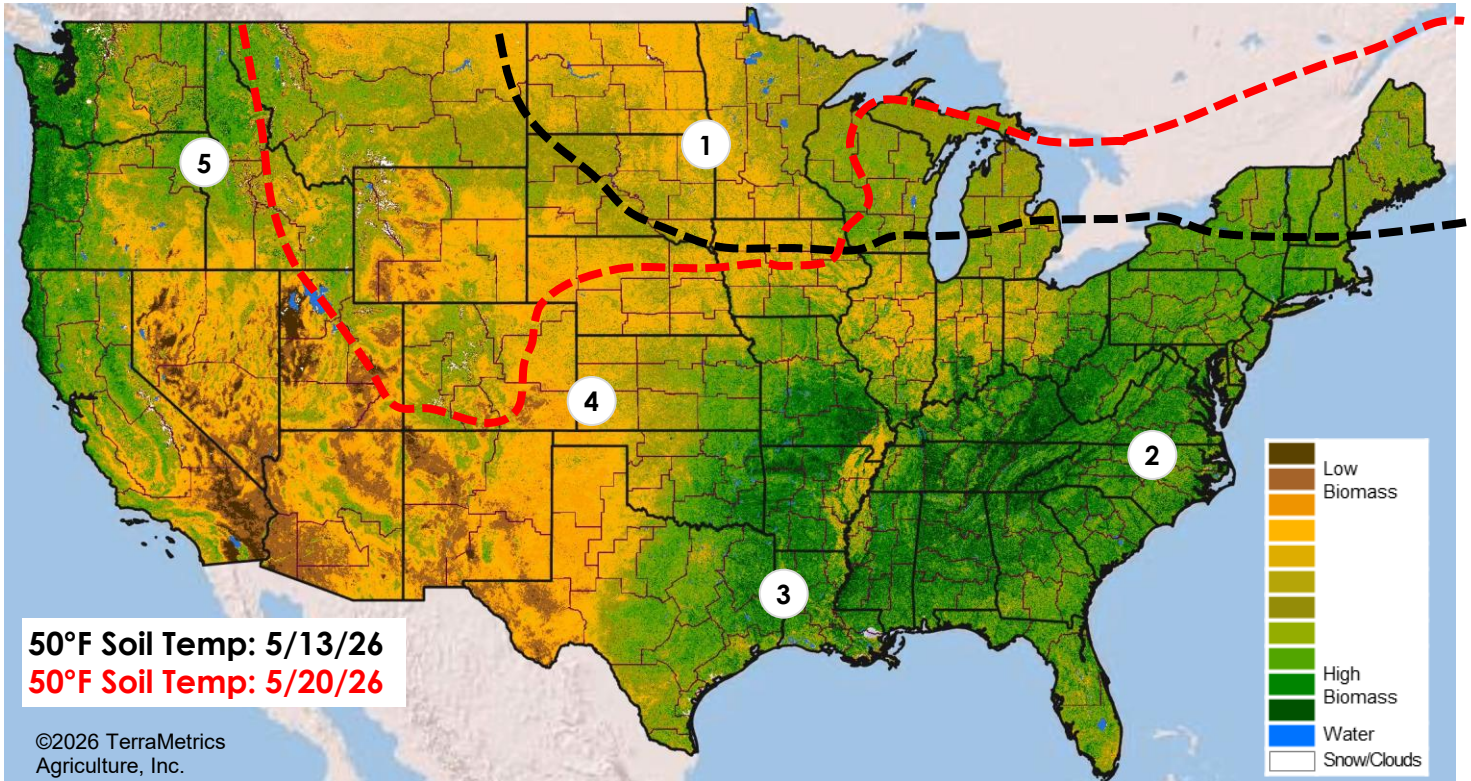 1
5
4
2
3
50°F Soil Temp: 5/13/26
50°F Soil Temp: 5/20/26
©2026 TerraMetrics
Agriculture, Inc.
Low
Biomass
High
Biomass
Water
Snow/Clouds